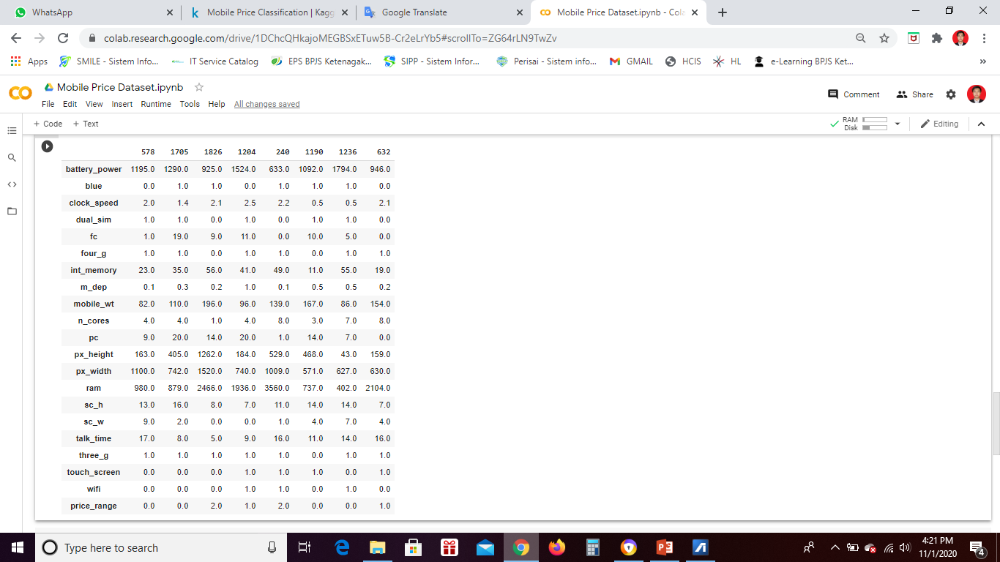 WhatsApp
Mobile Price Classification | Kagg
Google Translate
Mobile Price Dataset.ipynb - Cola
colab.research.google.com/drive/1DChcQHkajoMEGBSxETuw5B-Cr2eLrYb5#scrollTo=ZG64rLN9TwZv
Apps SMILE - Sistem Info... IT Service Catalog EPS BPJS Ketenagak... SIPP - Sistem Infor... Perisai - Sistem info... GMAIL HCIS HL e-Learning BPJS Ket... »
CO Mobile Price Dataset.ipynb
File Edit View Insert Runtime Tools Help All changes saved
Comment Share
+ Code + Text
RAM
Disk
Editing
578 1705 1826 1204 240 1190 1236 632
battery_power 1195.0 1290.0 925.0 1524.0 633.0 1092.0 1794.0 946.0
blue 0.0 1.0 1.0 0.0 1.0 1.0 1.0 0.0
clock_speed 2.0 1.4 2.1 2.5 2.2 0.5 0.5 2.1
dual_sim 1.0 1.0 0.0 1.0 0.0 1.0 1.0 0.0
fc 1.0 19.0 9.0 11.0 0.0 10.0 5.0 0.0
four_g 1.0 1.0 0.0 1.0 1.0 0.0 1.0 1.0
int_memory 23.0 35.0 56.0 41.0 49.0 11.0 55.0 19.0
m_dep 0.1 0.3 0.2 1.0 0.1 0.5 0.5 0.2
mobile_wt 82.0 110.0 196.0 96.0 139.0 167.0 86.0 154.0
n_cores 4.0 4.0 1.0 4.0 8.0 3.0 7.0 8.0
pc 9.0 20.0 14.0 20.0 1.0 14.0 7.0 0.0
px_height 163.0 405.0 1262.0 184.0 529.0 468.0 43.0 159.0
px_width 1100.0 742.0 1520.0 740.0 1009.0 571.0 627.0 630.0
ram 980.0 879.0 2466.0 1936.0 3560.0 737.0 402.0 2104.0
sc_h 13.0 16.0 8.0 7.0 11.0 14.0 14.0 7.0
sc_w 9.0 2.0 0.0 0.0 1.0 4.0 7.0 4.0
talk_time 17.0 8.0 5.0 9.0 16.0 11.0 14.0 16.0
three_g 1.0 1.0 1.0 1.0 1.0 0.0 1.0 1.0
touch_screen 0.0 0.0 0.0 1.0 1.0 1.0 0.0 1.0
wifi 0.0 0.0 0.0 1.0 1.0 0.0 1.0 0.0
price_range 0.0 0.0 2.0 1.0 2.0 0.0 0.0 1.0
Type here to search
4:21 PM
11/1/2020
4